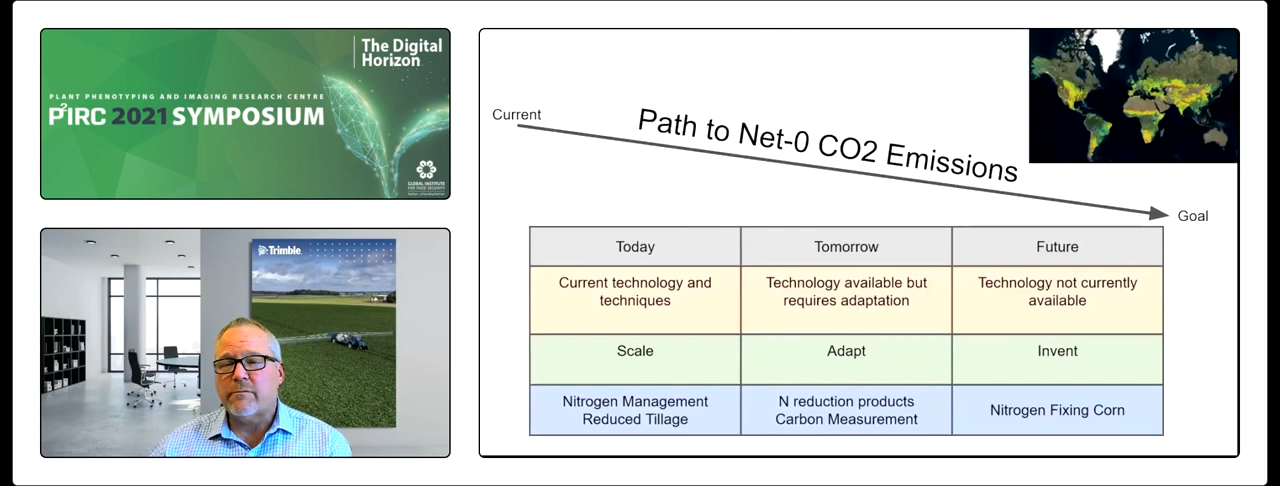 The Digital
Horizon
PLANT PHENOTYPING AND IMAGING RESEARCH CENTRE
P²IRC 2021 SYMPOSIUM
GLOBAL INSTITUTE
FOR FOOD SECURITY
Trimble
Current
Path to Net-0 CO2 Emissions
Goal
Today
Tomorrow
Future
Current technology and
techniques
Technology available but
requires adaptation
Technology not currently
available
Scale
Adapt
Invent
Nitrogen Management
Reduced Tillage
N reduction products
Carbon Measurement
Nitrogen Fixing Corn